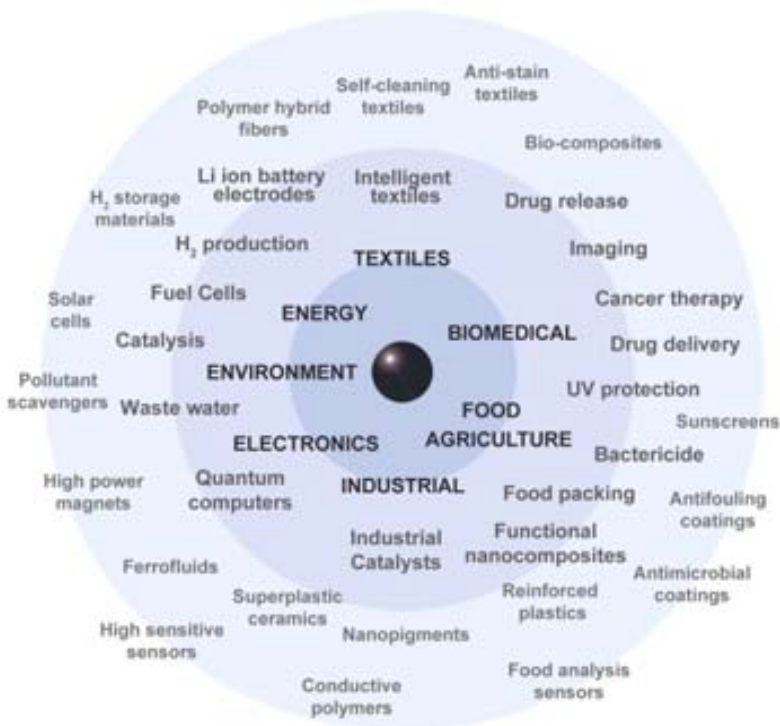 Self-cleaning
textiles
Anti-stain
textiles
Polymer hybrid
fibers
Bio-composites
Li ion battery
electrodes
Intelligent
textiles
H2 storage
materials
Drug release
H2 production
TEXTILES
Imaging
Solar
cells
Fuel Cells
ENERGY
Cancer therapy
Catalysis
BIOMEDICAL
Drug delivery
Pollutant
scavengers
ENVIRONMENT
UV protection
Waste water
FOOD
AGRICULTURE
Sunscreens
ELECTRONICS
Bactericide
High power
magnets
Quantum
computers
INDUSTRIAL
Food packing
Antifouling
coatings
Industrial
Catalysts
Functional
nanocomposites
Ferrofluids
Antimicrobial
coatings
Superplastic
ceramics
Reinforced
plastics
High sensitive
sensors
Nanopigments
Food analysis
sensors
Conductive
polymers